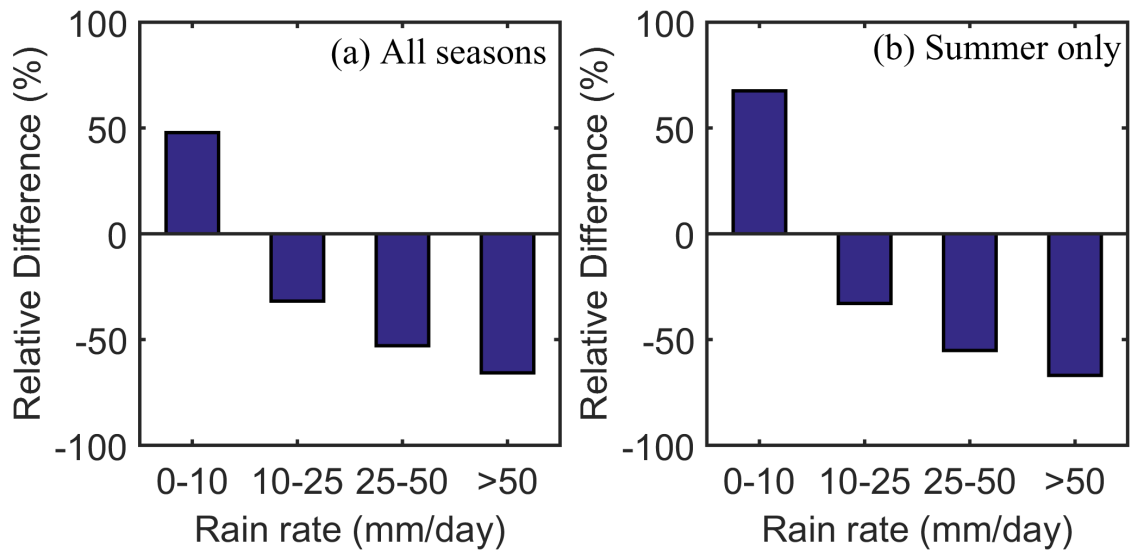 (a) All seasons
Relative Difference (%)
100
50
0
-50
-100
0-10 10-25 25-50 >50
Rain rate (mm/day)
(b) Summer only
Relative Difference (%)
100
50
0
-50
-100
0-10 10-25 25-50 >50
Rain rate (mm/day)